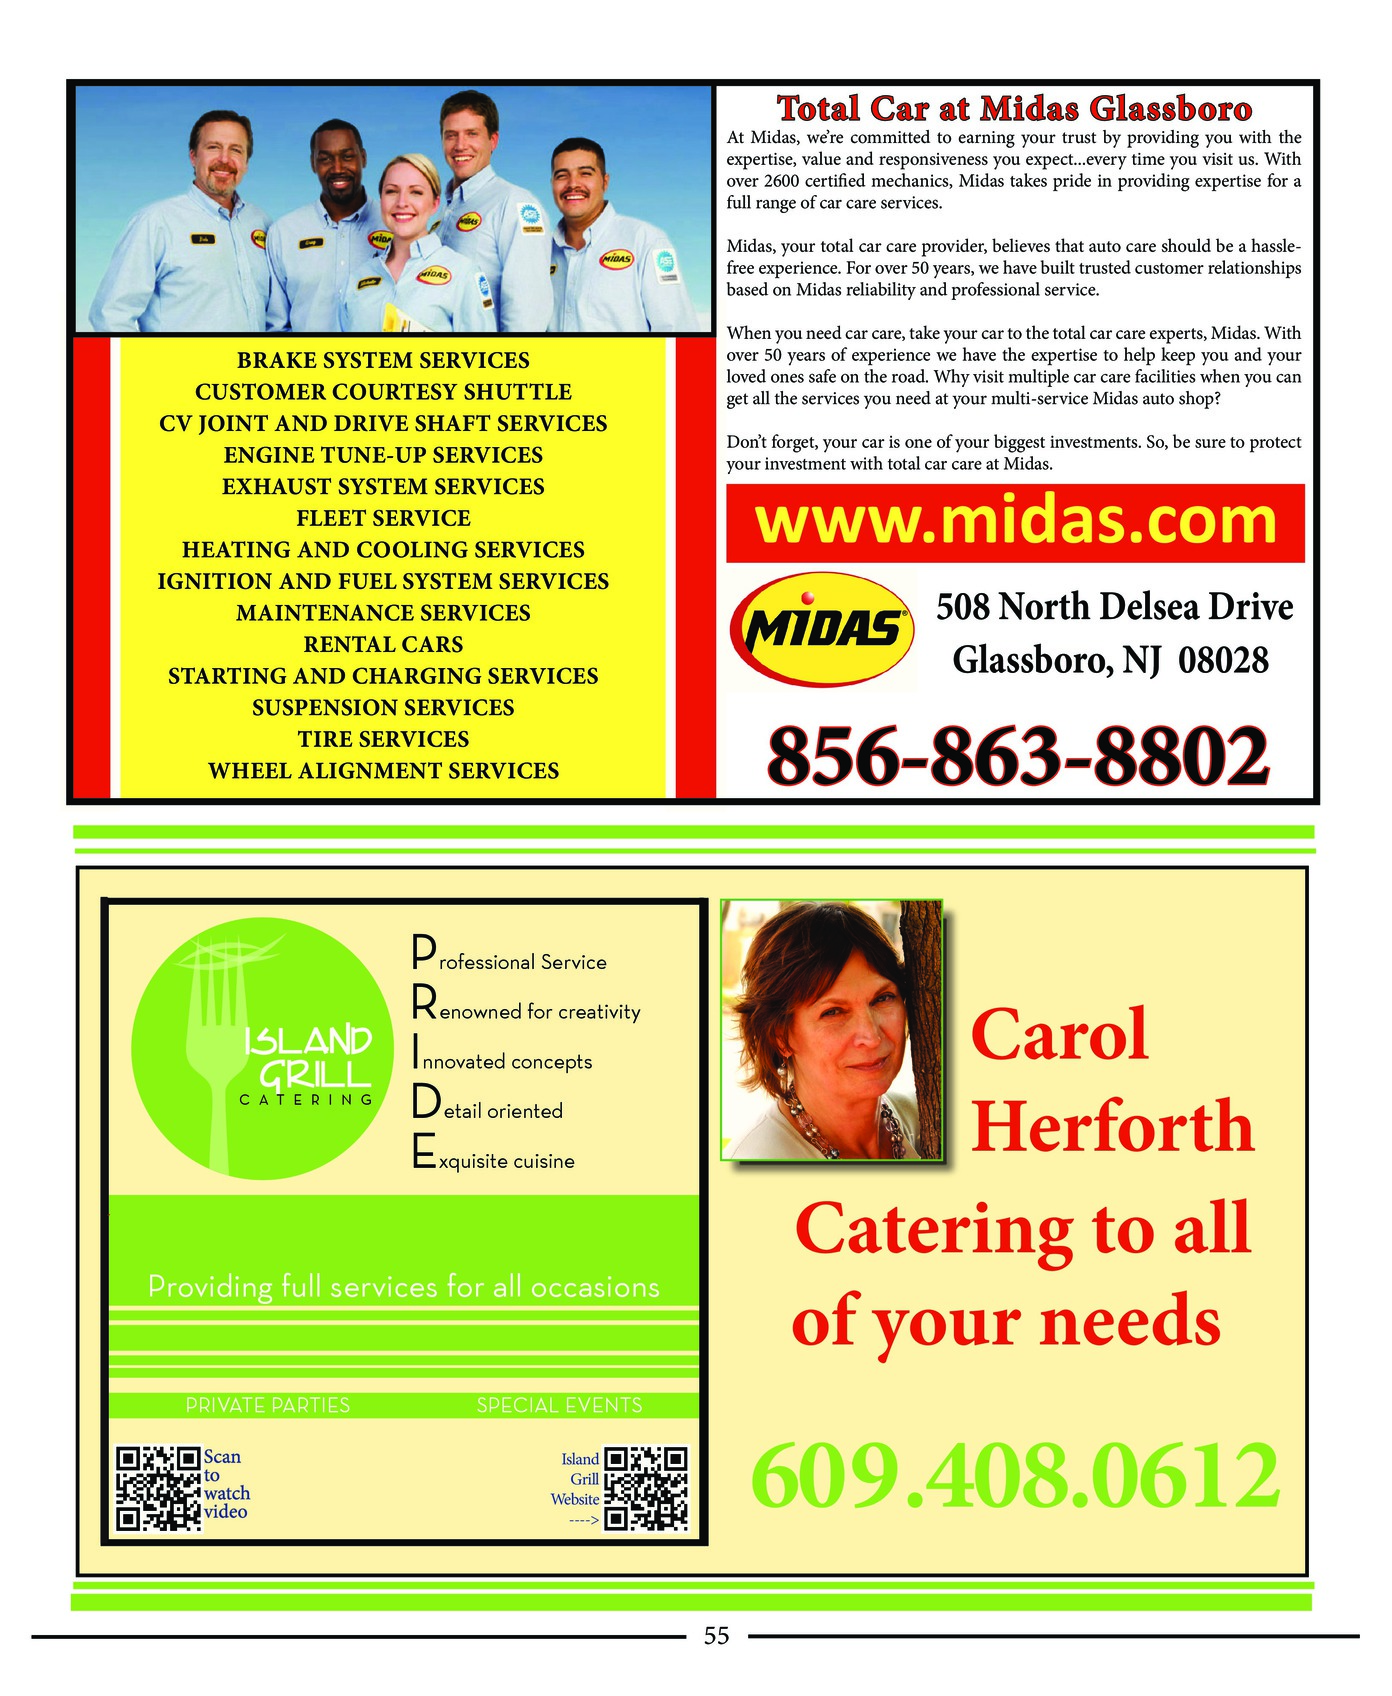 Total Car at Midas Glassboro
At Midas, we're committed to earning your trust by providing you with the
expertise, value and responsiveness you expect...every time you visit us. With
over 2600 certified mechanics, Midas takes pride in providing expertise for a
full range of car care services.
Midas, your total car care provider, believes that auto care should be a hassle-
free experience. For over 50 years, we have built trusted customer relationships
based on Midas reliability and professional service.
When you need car care, take your car to the total car care experts, Midas. With
over 50 years of experience we have the expertise to help keep you and your
loved ones safe on the road. Why visit multiple car care facilities when you can
get all the services you need at your multi-service Midas auto shop?
Don't forget, your car is one of your biggest investments. So, be sure to protect
your investment with total car care at Midas.
www.midas.com
MIDAS®
508 North Delsea Drive
Glassboro, NJ 08028
856-863-8802
MIDAS
MIDAS
MIDAS
MIDAS
BRAKE SYSTEM SERVICES
CUSTOMER COURTESY SHUTTLE
CV JOINT AND DRIVE SHAFT SERVICES
ENGINE TUNE-UP SERVICES
EXHAUST SYSTEM SERVICES
FLEET SERVICE
HEATING AND COOLING SERVICES
IGNITION AND FUEL SYSTEM SERVICES
MAINTENANCE SERVICES
RENTAL CARS
STARTING AND CHARGING SERVICES
SUSPENSION SERVICES
TIRE SERVICES
WHEEL ALIGNMENT SERVICES
ISLAND
GRILL
CATERING
Professional Service
Renowned for creativity
Innovated concepts
Detail oriented
Exquisite cuisine
Providing full services for all occasions
PRIVATE PARTIES
SPECIAL EVENTS
Scan
to
watch
video
Island
Grill
Website
---->
Carol
Herforth
Catering to all
of your needs
609.408.0612
55